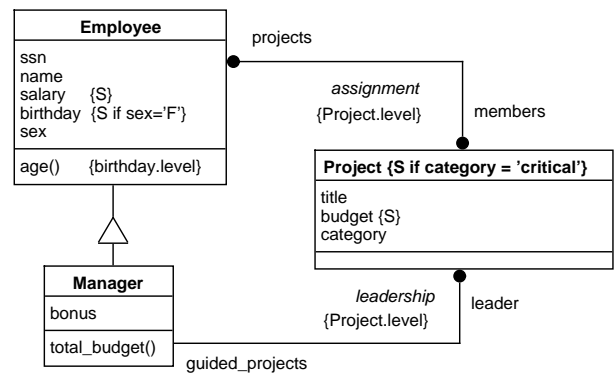 Employee
ssn
name
salary {S}
birthday {S if sex='F'}
sex
age() {birthday.level}
projects
assignment
{Project.level}
members
Project {S if category = 'critical'}
title
budget {S}
category
Manager
bonus
total_budget()
leadership
{Project.level}
leader
guided_projects